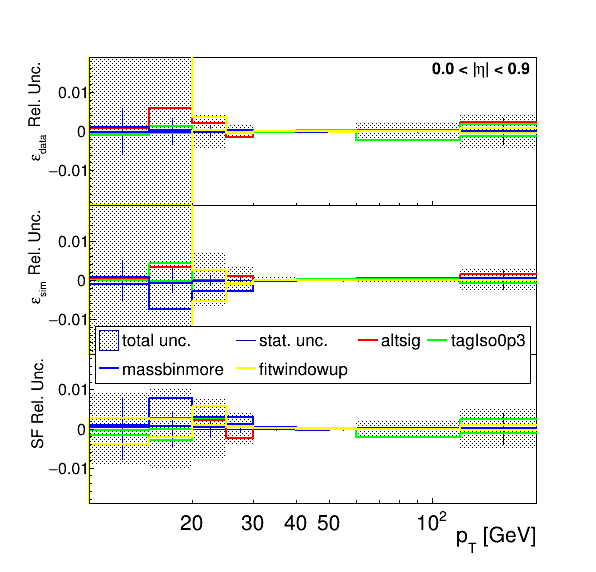 0.0 < |η| < 0.9
ε_data Rel. Unc.
0.01
0
−0.01
ε_sim Rel. Unc.
0.01
0
−0.01
total unc. stat. unc. altsig tagIso0p3
massbinmore fitwindowup
SF Rel. Unc.
0.01
0
−0.01
20 30 40 50 10²
p_T [GeV]